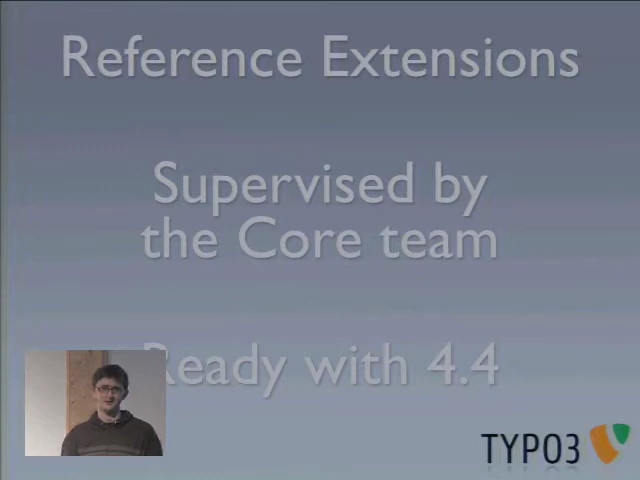 Reference Extensions
Supervised by
the Core team
Ready with 4.4
TYPO3